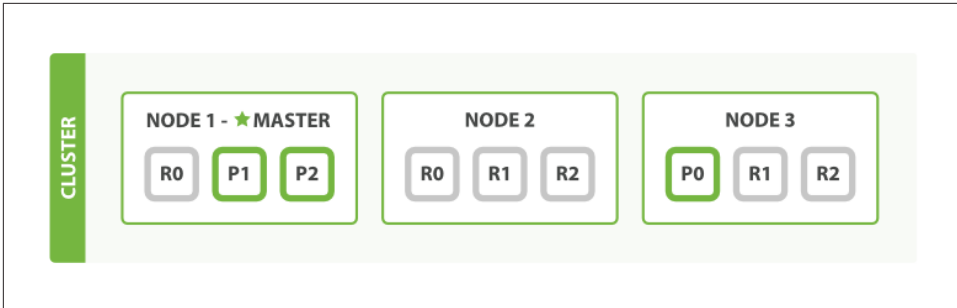 CLUSTER
NODE 1 - ★ MASTER
R0 P1 P2
NODE 2
R0 R1 R2
NODE 3
P0 R1 R2